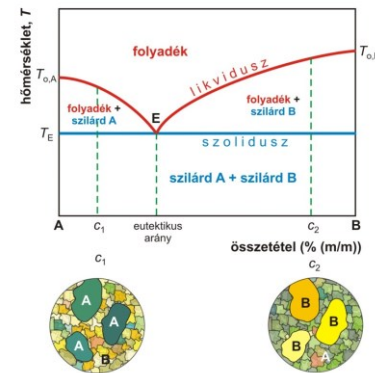 hőmérséklet, T
folyadék
T₀,A
T₀,
likvidusz
folyadék +
szilárd A
E
folyadék +
szilárd B
T_E
szolidusz
szilárd A + szilárd B
A
c₁
eutektikus
arány
c₂
B
összetétel (% (m/m))
c₁
c₂
A
A
A
B
B
B
B
A